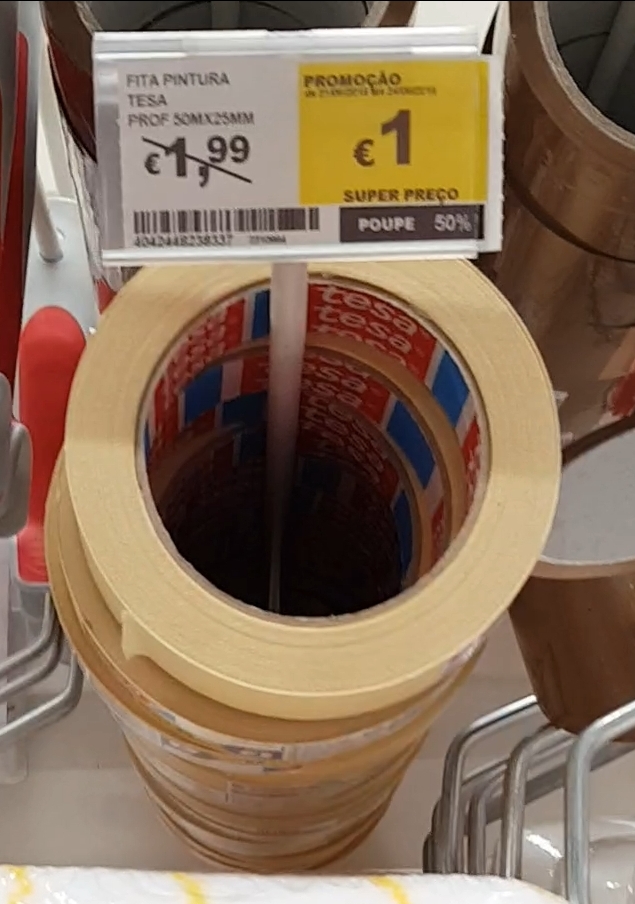 FITA PINTURA
TESA
PROF 50MX25MM
€1,99
PROMOÇÃO
€1
SUPER PREÇO
POUPE 50%
4042448238337
tesa
tesa
tesa